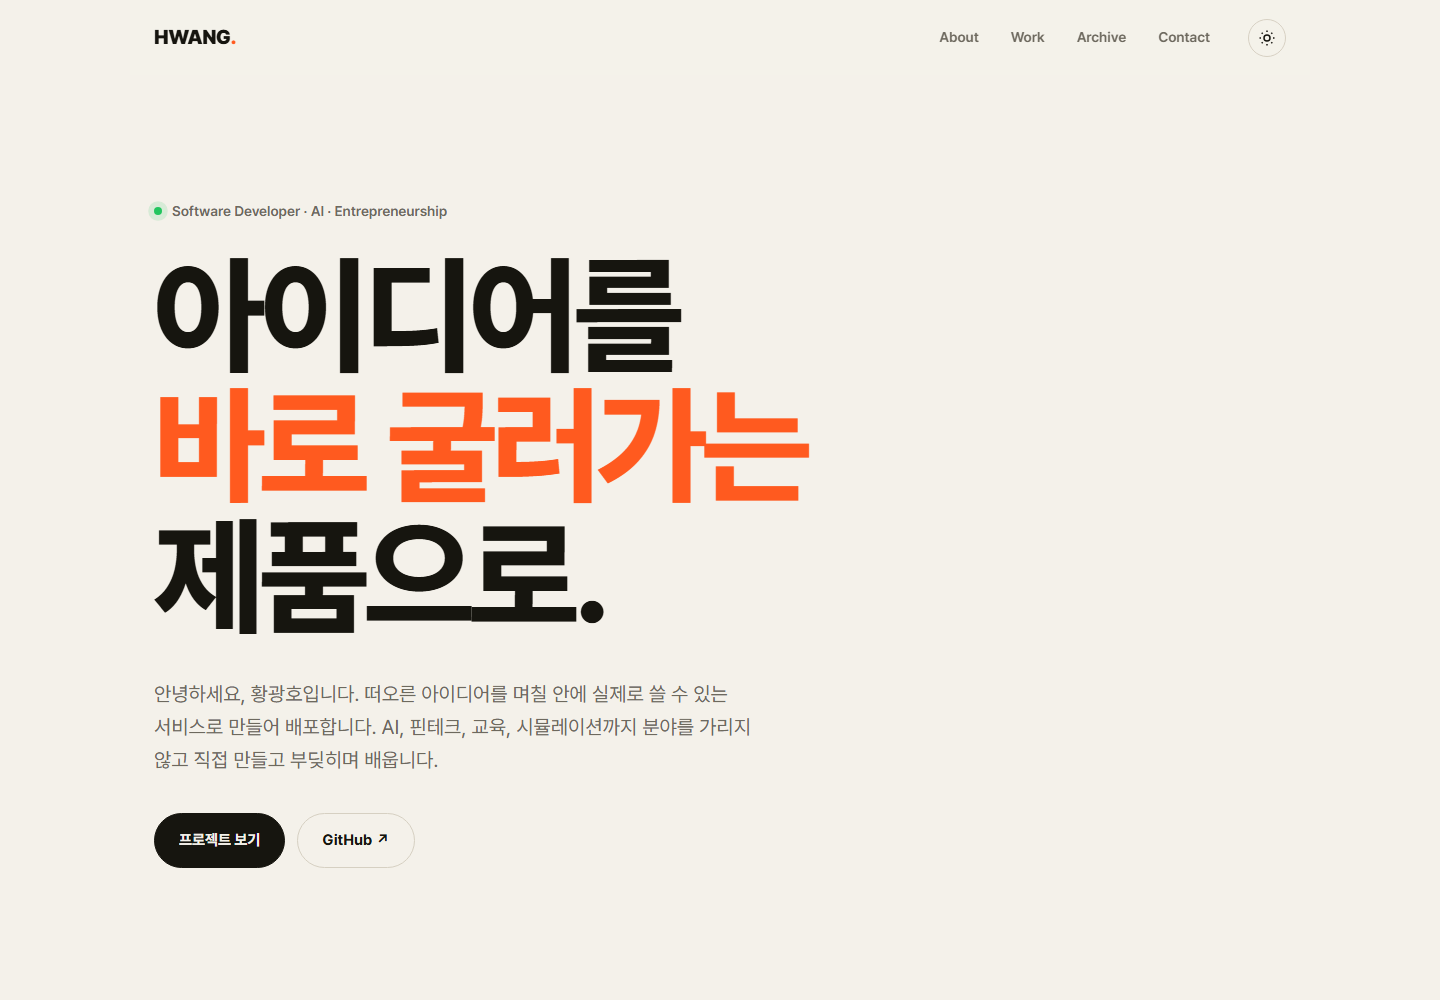 HWANG.
About
Work
Archive
Contact
Software Developer · AI · Entrepreneurship
아이디어를
바로 굴러가는
제품으로.
안녕하세요, 황광호입니다. 떠오른 아이디어를 며칠 안에 실제로 쓸 수 있는
서비스로 만들어 배포합니다. AI, 핀테크, 교육, 시뮬레이션까지 분야를 가리지
않고 직접 만들고 부딪히며 배웁니다.
프로젝트 보기
GitHub ↗